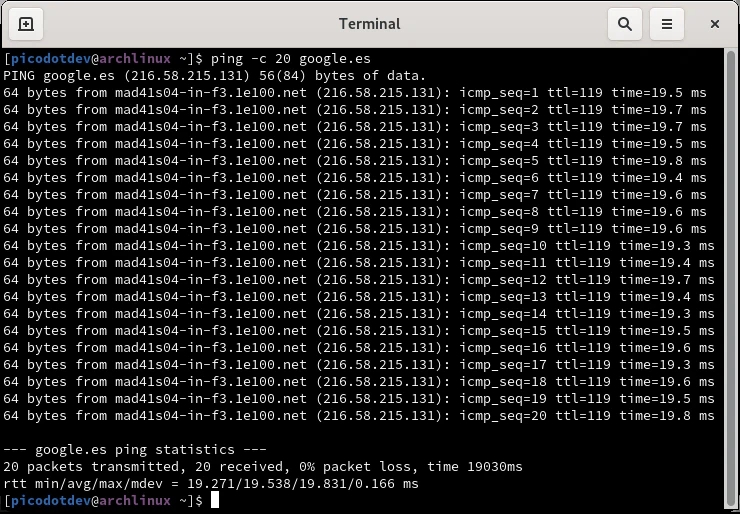 Terminal
[picodotdev@archlinux ~]$ ping -c 20 google.es
PING google.es (216.58.215.131) 56(84) bytes of data.
64 bytes from mad41s04-in-f3.1e100.net (216.58.215.131): icmp_seq=1 ttl=119 time=19.5 ms
64 bytes from mad41s04-in-f3.1e100.net (216.58.215.131): icmp_seq=2 ttl=119 time=19.7 ms
64 bytes from mad41s04-in-f3.1e100.net (216.58.215.131): icmp_seq=3 ttl=119 time=19.7 ms
64 bytes from mad41s04-in-f3.1e100.net (216.58.215.131): icmp_seq=4 ttl=119 time=19.5 ms
64 bytes from mad41s04-in-f3.1e100.net (216.58.215.131): icmp_seq=5 ttl=119 time=19.8 ms
64 bytes from mad41s04-in-f3.1e100.net (216.58.215.131): icmp_seq=6 ttl=119 time=19.4 ms
64 bytes from mad41s04-in-f3.1e100.net (216.58.215.131): icmp_seq=7 ttl=119 time=19.6 ms
64 bytes from mad41s04-in-f3.1e100.net (216.58.215.131): icmp_seq=8 ttl=119 time=19.6 ms
64 bytes from mad41s04-in-f3.1e100.net (216.58.215.131): icmp_seq=9 ttl=119 time=19.6 ms
64 bytes from mad41s04-in-f3.1e100.net (216.58.215.131): icmp_seq=10 ttl=119 time=19.3 ms
64 bytes from mad41s04-in-f3.1e100.net (216.58.215.131): icmp_seq=11 ttl=119 time=19.4 ms
64 bytes from mad41s04-in-f3.1e100.net (216.58.215.131): icmp_seq=12 ttl=119 time=19.7 ms
64 bytes from mad41s04-in-f3.1e100.net (216.58.215.131): icmp_seq=13 ttl=119 time=19.4 ms
64 bytes from mad41s04-in-f3.1e100.net (216.58.215.131): icmp_seq=14 ttl=119 time=19.3 ms
64 bytes from mad41s04-in-f3.1e100.net (216.58.215.131): icmp_seq=15 ttl=119 time=19.5 ms
64 bytes from mad41s04-in-f3.1e100.net (216.58.215.131): icmp_seq=16 ttl=119 time=19.6 ms
64 bytes from mad41s04-in-f3.1e100.net (216.58.215.131): icmp_seq=17 ttl=119 time=19.3 ms
64 bytes from mad41s04-in-f3.1e100.net (216.58.215.131): icmp_seq=18 ttl=119 time=19.6 ms
64 bytes from mad41s04-in-f3.1e100.net (216.58.215.131): icmp_seq=19 ttl=119 time=19.5 ms
64 bytes from mad41s04-in-f3.1e100.net (216.58.215.131): icmp_seq=20 ttl=119 time=19.8 ms
--- google.es ping statistics ---
20 packets transmitted, 20 received, 0% packet loss, time 19030ms
rtt min/avg/max/mdev = 19.271/19.538/19.831/0.166 ms
[picodotdev@archlinux ~]$